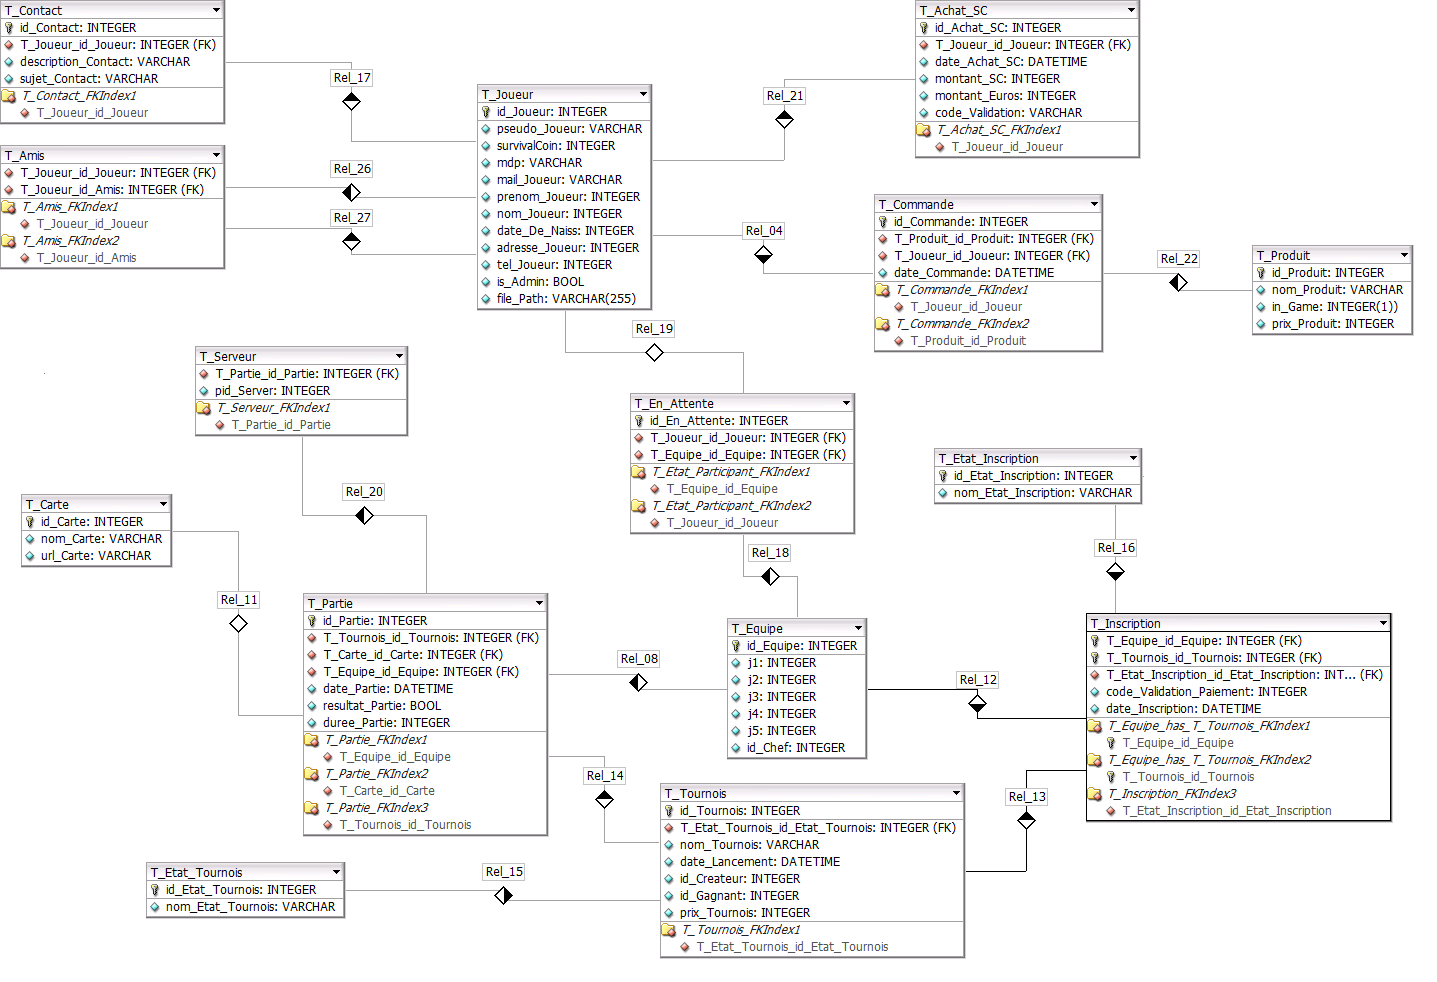 T_Contact
id_Contact: INTEGER
T_Joueur_id_Joueur: INTEGER (FK)
description_Contact: VARCHAR
sujet_Contact: VARCHAR
T_Contact_FKIndex1
T_Joueur_id_Joueur
T_Amis
T_Joueur_id_Joueur: INTEGER (FK)
T_Joueur_id_Amis: INTEGER (FK)
T_Amis_FKIndex1
T_Joueur_id_Joueur
T_Amis_FKIndex2
T_Joueur_id_Amis
Rel_17
Rel_26
Rel_27
T_Joueur
id_Joueur: INTEGER
pseudo_Joueur: VARCHAR
survivalCoin: INTEGER
mdp: VARCHAR
mail_Joueur: VARCHAR
prenom_Joueur: INTEGER
nom_Joueur: INTEGER
date_De_Naiss: INTEGER
adresse_Joueur: INTEGER
tel_Joueur: INTEGER
is_Admin: BOOL
file_Path: VARCHAR(255)
Rel_21
T_Achat_SC
id_Achat_SC: INTEGER
T_Joueur_id_Joueur: INTEGER (FK)
date_Achat_SC: DATETIME
montant_SC: INTEGER
montant_Euros: INTEGER
code_Validation: VARCHAR
T_Achat_SC_FKIndex1
T_Joueur_id_Joueur
Rel_04
T_Commande
id_Commande: INTEGER
T_Produit_id_Produit: INTEGER (FK)
T_Joueur_id_Joueur: INTEGER (FK)
date_Commande: DATETIME
T_Commande_FKIndex1
T_Joueur_id_Joueur
T_Commande_FKIndex2
T_Produit_id_Produit
Rel_22
T_Produit
id_Produit: INTEGER
nom_Produit: VARCHAR
in_Game: INTEGER(1))
prix_Produit: INTEGER
Rel_19
T_Serveur
T_Partie_id_Partie: INTEGER (FK)
pid_Server: INTEGER
T_Serveur_FKIndex1
T_Partie_id_Partie
T_En_Attente
id_En_Attente: INTEGER
T_Joueur_id_Joueur: INTEGER (FK)
T_Equipe_id_Equipe: INTEGER (FK)
T_Etat_Participant_FKIndex1
T_Equipe_id_Equipe
T_Etat_Participant_FKIndex2
T_Joueur_id_Joueur
T_Etat_Inscription
id_Etat_Inscription: INTEGER
nom_Etat_Inscription: VARCHAR
Rel_20
T_Carte
id_Carte: INTEGER
nom_Carte: VARCHAR
url_Carte: VARCHAR
Rel_18
Rel_16
Rel_11
T_Partie
id_Partie: INTEGER
T_Tournois_id_Tournois: INTEGER (FK)
T_Carte_id_Carte: INTEGER (FK)
T_Equipe_id_Equipe: INTEGER (FK)
date_Partie: DATETIME
resultat_Partie: BOOL
duree_Partie: INTEGER
T_Partie_FKIndex1
T_Equipe_id_Equipe
T_Partie_FKIndex2
T_Carte_id_Carte
T_Partie_FKIndex3
T_Tournois_id_Tournois
Rel_08
T_Equipe
id_Equipe: INTEGER
j1: INTEGER
j2: INTEGER
j3: INTEGER
j4: INTEGER
j5: INTEGER
id_Chef: INTEGER
Rel_12
T_Inscription
T_Equipe_id_Equipe: INTEGER (FK)
T_Tournois_id_Tournois: INTEGER (FK)
T_Etat_Inscription_id_Etat_Inscription: INT... (FK)
code_Validation_Paiement: INTEGER
date_Inscription: DATETIME
T_Equipe_has_T_Tournois_FKIndex1
T_Equipe_id_Equipe
T_Equipe_has_T_Tournois_FKIndex2
T_Tournois_id_Tournois
T_Inscription_FKIndex3
T_Etat_Inscription_id_Etat_Inscription
Rel_14
Rel_13
T_Tournois
id_Tournois: INTEGER
T_Etat_Tournois_id_Etat_Tournois: INTEGER (FK)
nom_Tournois: VARCHAR
date_Lancement: DATETIME
id_Createur: INTEGER
id_Gagnant: INTEGER
prix_Tournois: INTEGER
T_Tournois_FKIndex1
T_Etat_Tournois_id_Etat_Tournois
Rel_15
T_Etat_Tournois
id_Etat_Tournois: INTEGER
nom_Etat_Tournois: VARCHAR